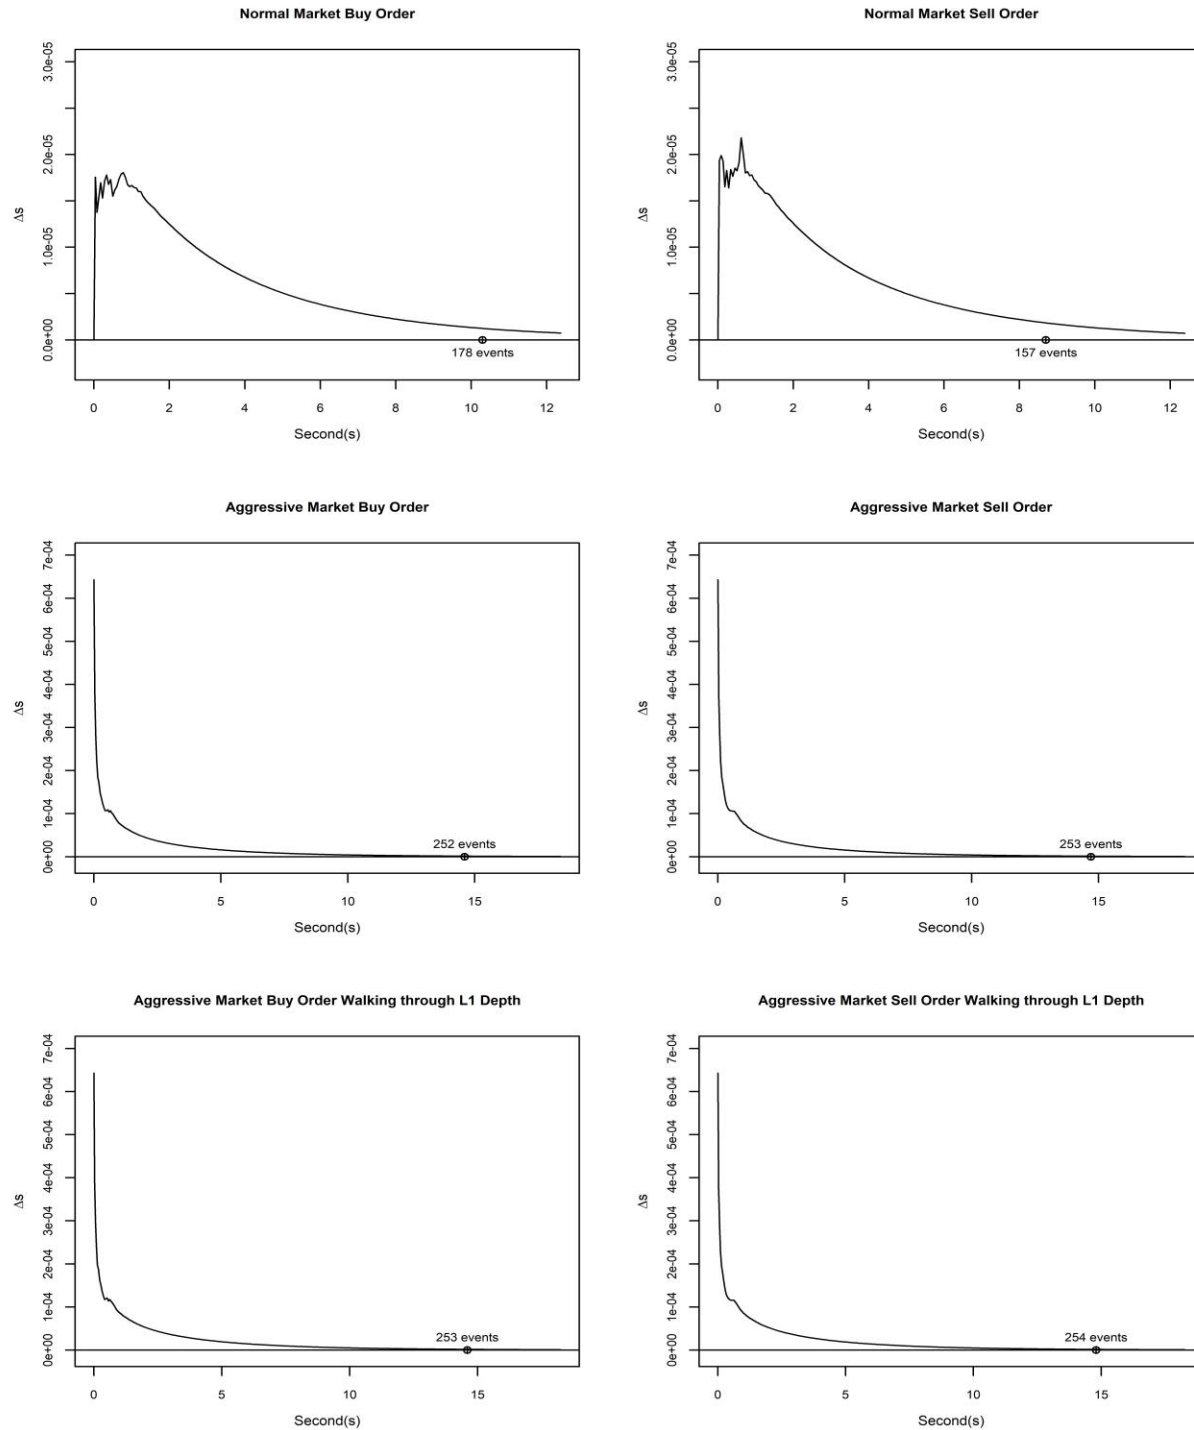 Normal Market Buy Order
Δs
3.0e-05
2.0e-05
1.0e-05
0.0e+00
178 events
0 2 4 6 8 10 12
Second(s)
Normal Market Sell Order
Δs
3.0e-05
2.0e-05
1.0e-05
0.0e+00
157 events
0 2 4 6 8 10 12
Second(s)
Aggressive Market Buy Order
Δs
7e-04
6e-04
5e-04
4e-04
3e-04
2e-04
1e-04
0e+00
252 events
0 5 10 15
Second(s)
Aggressive Market Sell Order
Δs
7e-04
6e-04
5e-04
4e-04
3e-04
2e-04
1e-04
0e+00
253 events
0 5 10 15
Second(s)
Aggressive Market Buy Order Walking through L1 Depth
Δs
7e-04
6e-04
5e-04
4e-04
3e-04
2e-04
1e-04
0e+00
253 events
0 5 10 15
Second(s)
Aggressive Market Sell Order Walking through L1 Depth
Δs
7e-04
6e-04
5e-04
4e-04
3e-04
2e-04
1e-04
0e+00
254 events
0 5 10 15
Second(s)